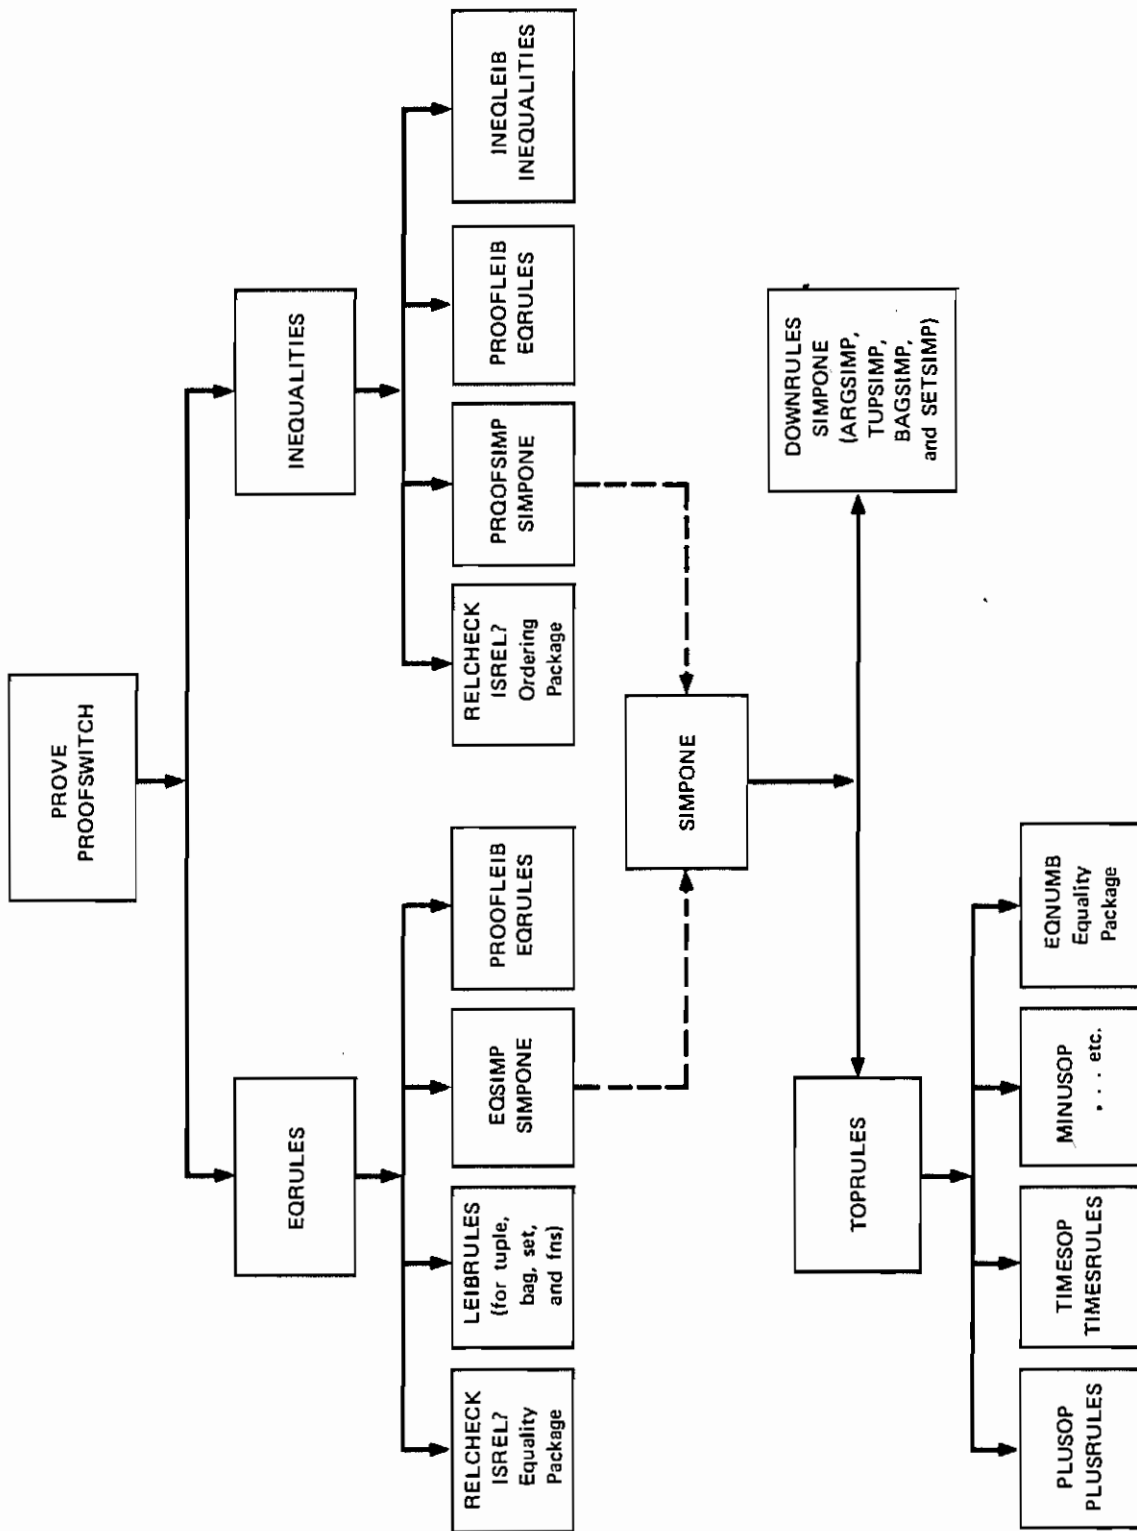 PROVE
PROOFSWITCH
EQRULES
INEQUALITIES
RELCHECK
ISREL?
Equality
Package
LEIBRULES
(for tuple,
bag, set,
and fns)
EQSIMP
SIMPONE
PROOFLEIB
EQRULES
RELCHECK
ISREL?
Ordering
Package
PRQOFSIMP
SIMPONE
PROOFLEIB
EQRULES
INEQLEIB
INEQUALITIES
SIMPONE
TOPRULES
DOWNRULES
SIMPONE
(ARGSIMP,
TUPSIMP,
BAGSIMP,
and SETSIMP)
PLUSOP
PLUSRULES
TIMESOP
TIMESRULES
MINUSOP
, . . . etc.
EQNUMB
Equality
Package